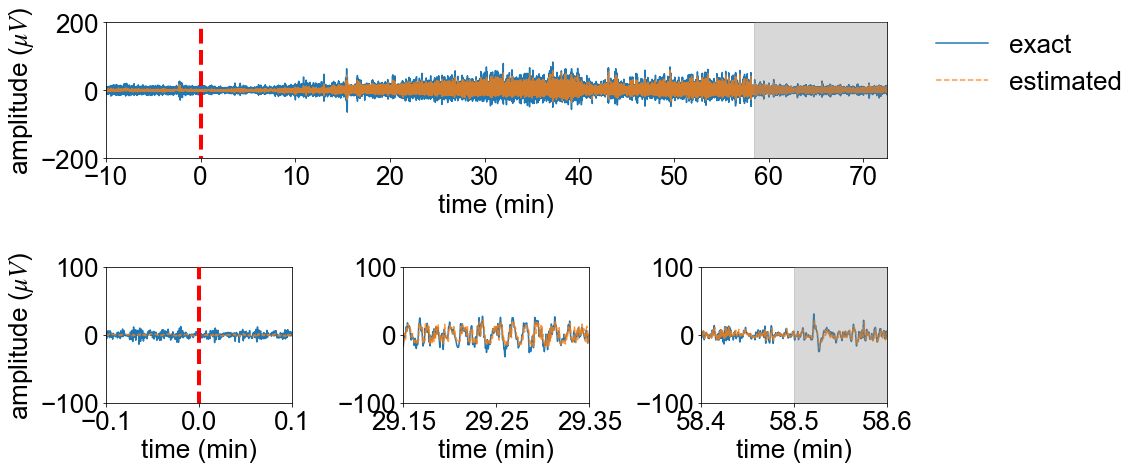 amplitude (μV)
200
0
−200
−10 0 10 20 30 40 50 60 70
time (min)
exact
estimated
amplitude (μV)
100
0
−100
−0.1 0.0 0.1
time (min)
100
0
−100
29.15 29.25 29.35
time (min)
100
0
−100
58.4 58.5 58.6
time (min)